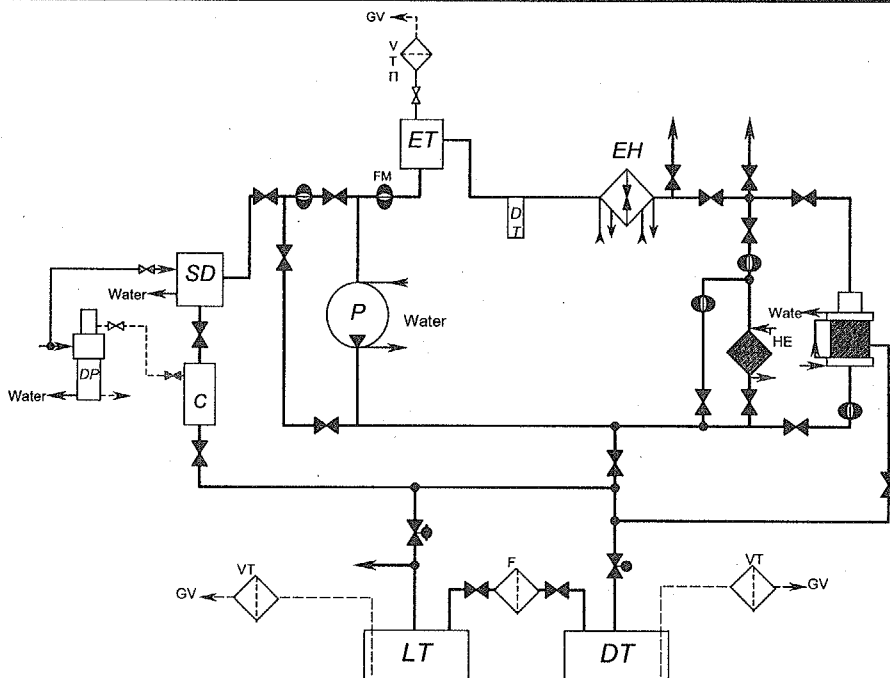 GV
V
T
П
ET
EH
FM
D
T
SD
Water
P
Water
Wate
HE
DP
Water
C
F
VT
GV
VT
GV
LT
DT